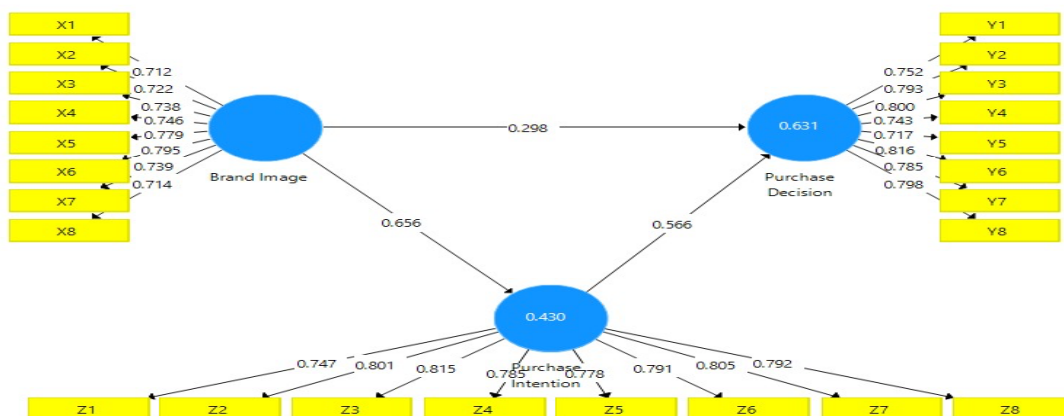 X1
X2
X3
X4
X5
X6
X7
X8
0.712
0.722
0.738
0.746
0.779
0.795
0.739
0.714
Brand Image
0.298
0.656
0.631
Purchase
Decision
0.566
0.752
0.793
0.800
0.743
0.717
0.816
0.785
0.798
Y1
Y2
Y3
Y4
Y5
Y6
Y7
Y8
0.430
Purchase
Intention
0.747
0.801
0.815
0.785
0.778
0.791
0.805
0.792
Z1
Z2
Z3
Z4
Z5
Z6
Z7
Z8